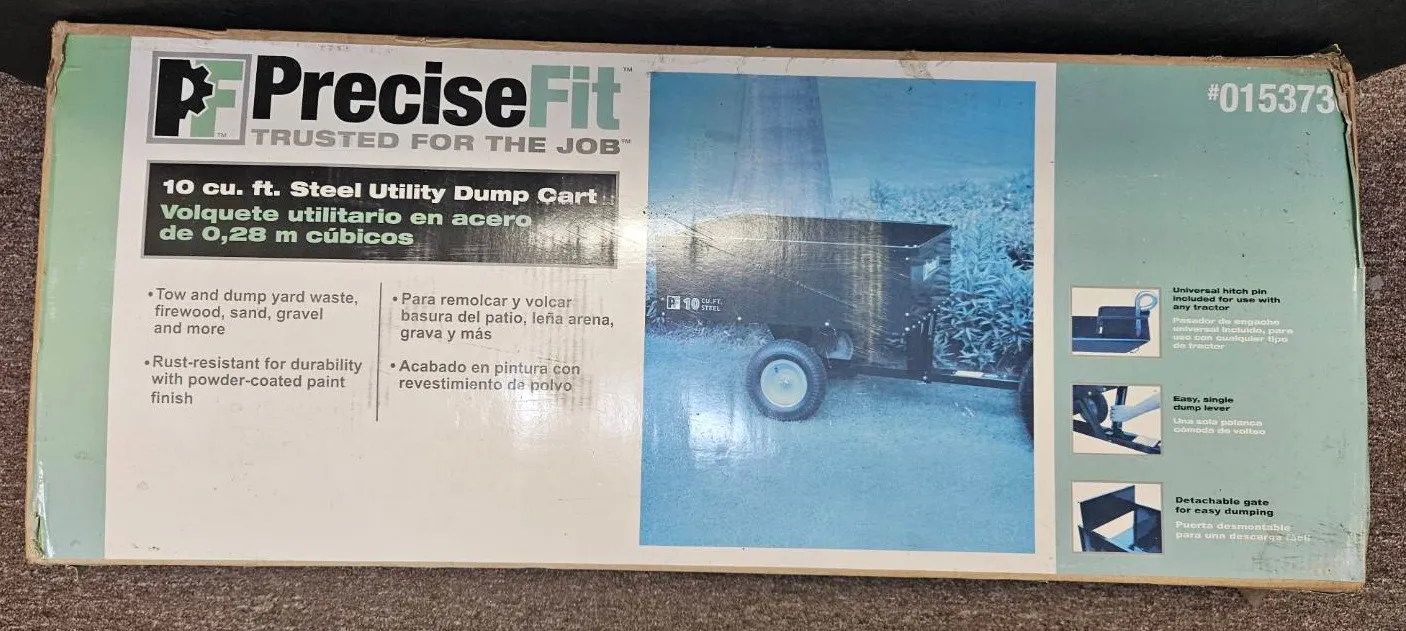 PF
PreciseFit™
TRUSTED FOR THE JOB™
10 cu. ft. Steel Utility Dump Cart
Volquete utilitario en acero
de 0,28 m cúbicos
• Tow and dump yard waste,
firewood, sand, gravel
and more
• Rust-resistant for durability
with powder-coated paint
finish
• Para remolcar y volcar
basura del patio, leña arena,
grava y más
• Acabado en pintura con
revestimiento de polvo
PF 10 CU. FT.
STEEL
#015373
Universal hitch pin
included for use with
any tractor
Pasador de enganche
universal incluido, para
uso con cualquier tipo
de tractor
Easy, single
dump lever
Una sola palanca
cómoda de volteo
Detachable gate
for easy dumping
Puerta desmontable
para una descarga fácil